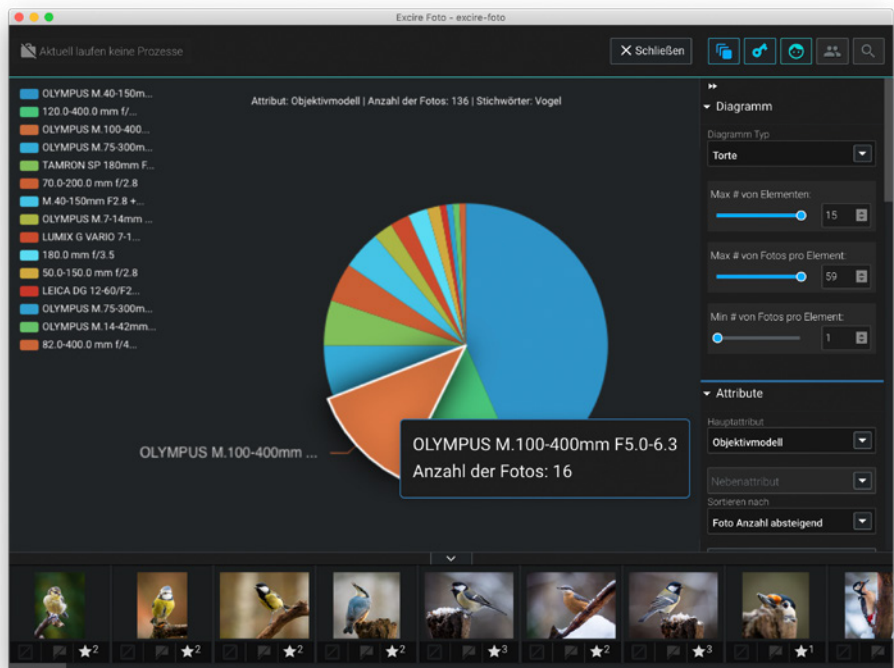 Excire Foto - excire-foto
Aktuell laufen keine Prozesse
Schließen
Attribut: Objektivmodell | Anzahl der Fotos: 136 | Stichwörter: Vogel
OLYMPUS M.40-150m...
120.0-400.0 mm f/...
OLYMPUS M.100-400...
OLYMPUS M.75-300m...
TAMRON SP 180mm F...
70.0-200.0 mm f/2.8
M.40-150mm F2.8 +...
OLYMPUS M.7-14mm ...
LUMIX G VARIO 7-1...
180.0 mm f/3.5
50.0-150.0 mm f/2.8
LEICA DG 12-60/F2...
OLYMPUS M.75-300m...
OLYMPUS M.14-42mm...
82.0-400.0 mm f/4...
OLYMPUS M.100-400mm ...
OLYMPUS M.100-400mm F5.0-6.3
Anzahl der Fotos: 16
Diagramm
Diagramm Typ
Torte
Max # von Elementen:
15
Max # von Fotos pro Element:
59
Min # von Fotos pro Element:
1
Attribute
Hauptattribut
Objektivmodell
Nebenattribut
Sortieren nach
Foto Anzahl absteigend
2
2
2
2
3
2
3
1